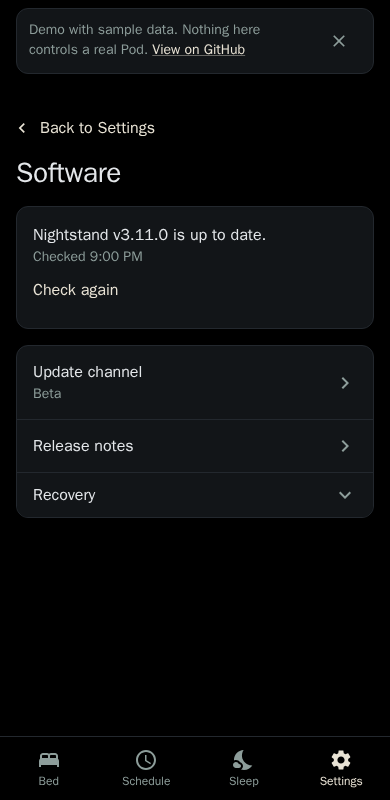 Demo with sample data. Nothing here
controls a real Pod. View on GitHub
Back to Settings
Software
Nightstand v3.11.0 is up to date.
Checked 9:00 PM
Check again
Update channel
Beta
Release notes
Recovery
Bed
Schedule
Sleep
Settings